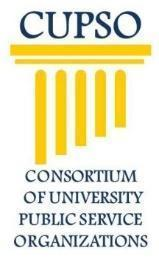 CUPSO
CONSORTIUM
OF UNIVERSITY
PUBLIC SERVICE
ORGANIZATIONS